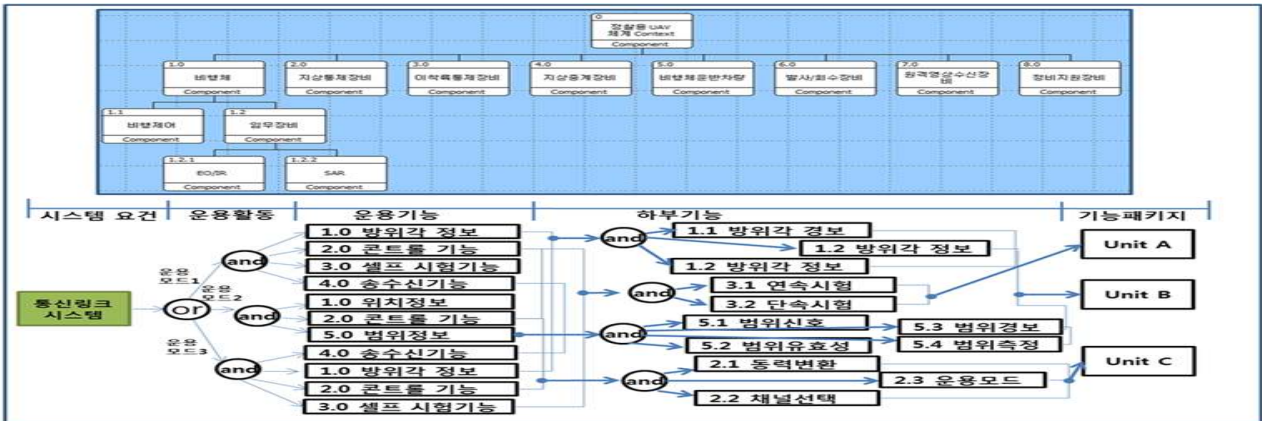 0
정찰용 UAV
체계 Context
Component
1.0
비행체
Component
2.0
지상통제장비
Component
3.0
이착륙통제장비
Component
4.0
지상중계장비
Component
5.0
비행체운반차량
Component
6.0
발사/회수장비
Component
7.0
원격영상수신장
비
Component
8.0
정비지원장비
Component
1.1
비행제어
Component
1.2
임무장비
Component
1.2.1
EO/IR
Component
1.2.2
SAR
Component
시스템 요건
운용활동
운용기능
하부기능
기능패키지
통신링크
시스템
or
운용
모드1
운용
모드2
운용
모드3
and
and
and
1.0 방위각 정보
2.0 콘트롤 기능
3.0 셀프 시험기능
4.0 송수신기능
1.0 위치정보
2.0 콘트롤 기능
5.0 범위정보
4.0 송수신기능
1.0 방위각 정보
2.0 콘트롤 기능
3.0 셀프 시험기능
and
1.1 방위각 경보
1.2 방위각 정보
1.2 방위각 정보
and
3.1 연속시험
3.2 단속시험
and
5.1 범위신호
5.3 범위경보
5.2 범위유효성
5.4 범위측정
and
2.1 동력변환
2.3 운용모드
2.2 채널선택
Unit A
Unit B
Unit C